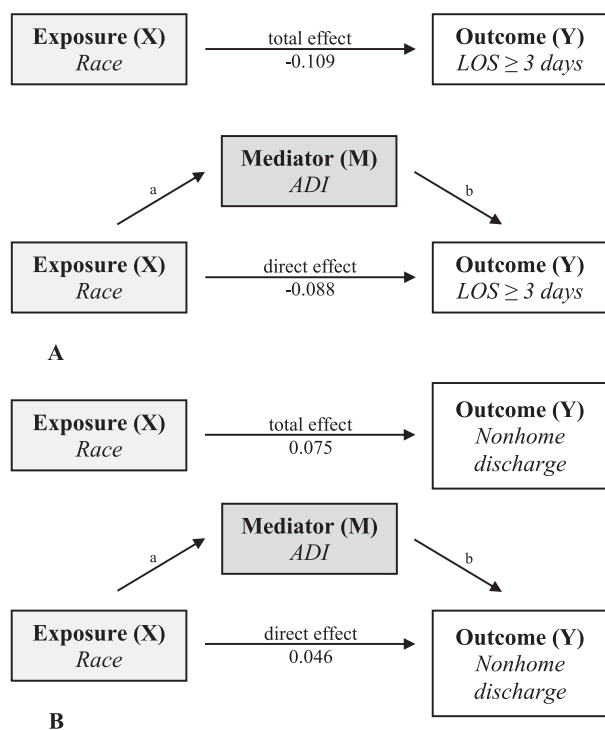 Exposure (X)
Race
total effect
-0.109
Outcome (Y)
LOS ≥ 3 days
Mediator (M)
ADI
a
b
Exposure (X)
Race
direct effect
-0.088
Outcome (Y)
LOS ≥ 3 days
A
Exposure (X)
Race
total effect
0.075
Outcome (Y)
Nonhome
discharge
Mediator (M)
ADI
a
b
Exposure (X)
Race
direct effect
0.046
Outcome (Y)
Nonhome
discharge
B